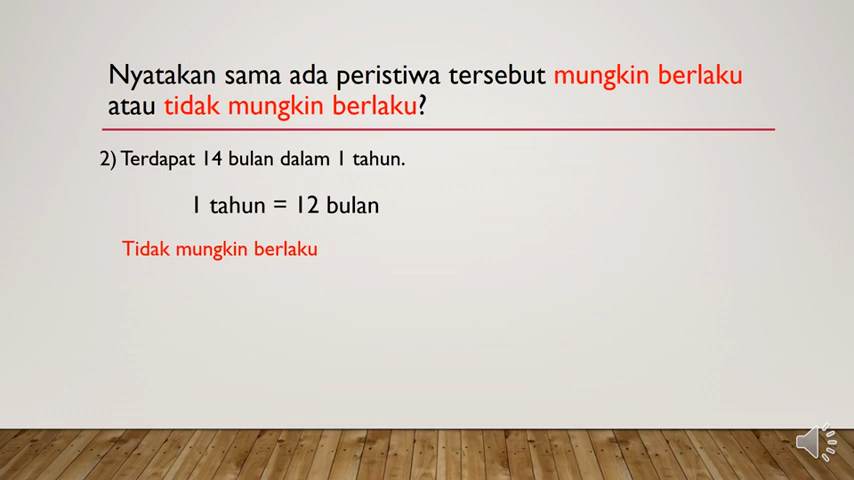 Nyatakan sama ada peristiwa tersebut mungkin berlaku
atau tidak mungkin berlaku?
2) Terdapat 14 bulan dalam 1 tahun.
1 tahun = 12 bulan
Tidak mungkin berlaku